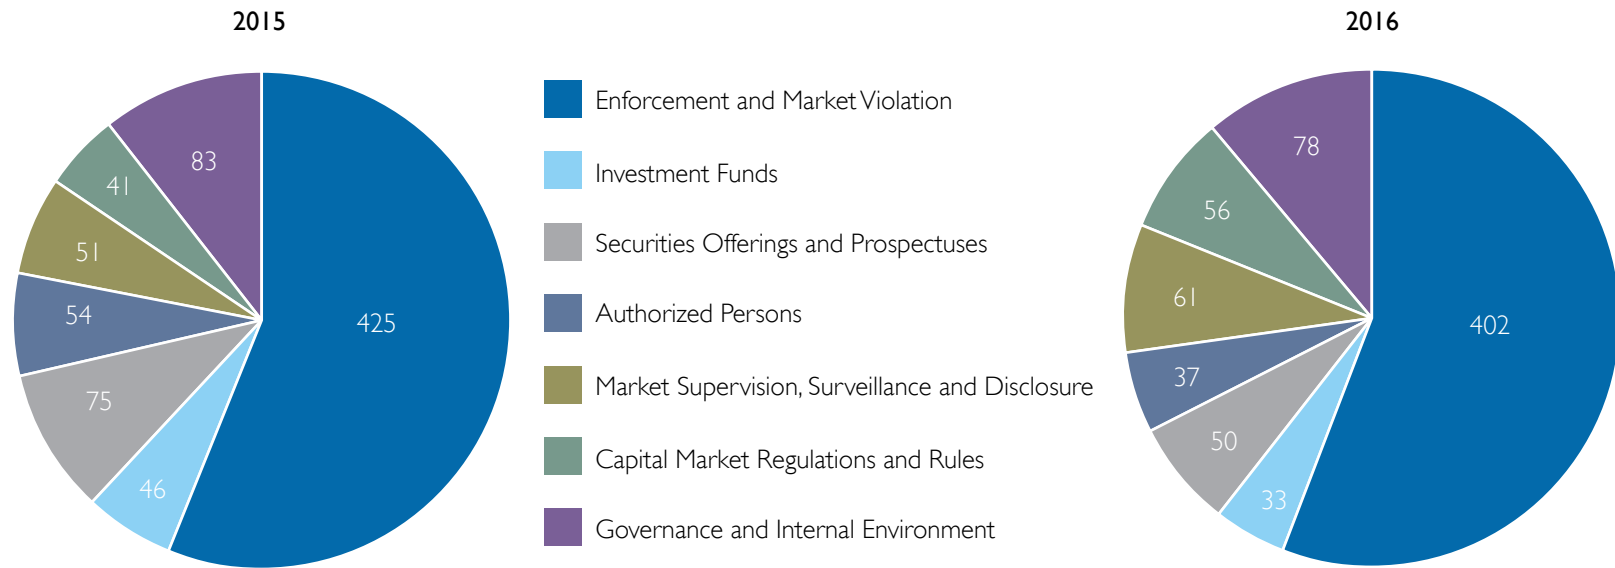 2015
83
41
51
54
75
46
425
Enforcement and Market Violation
Investment Funds
Securities Offerings and Prospectuses
Authorized Persons
Market Supervision, Surveillance and Disclosure
Capital Market Regulations and Rules
Governance and Internal Environment
2016
78
56
61
37
50
33
402